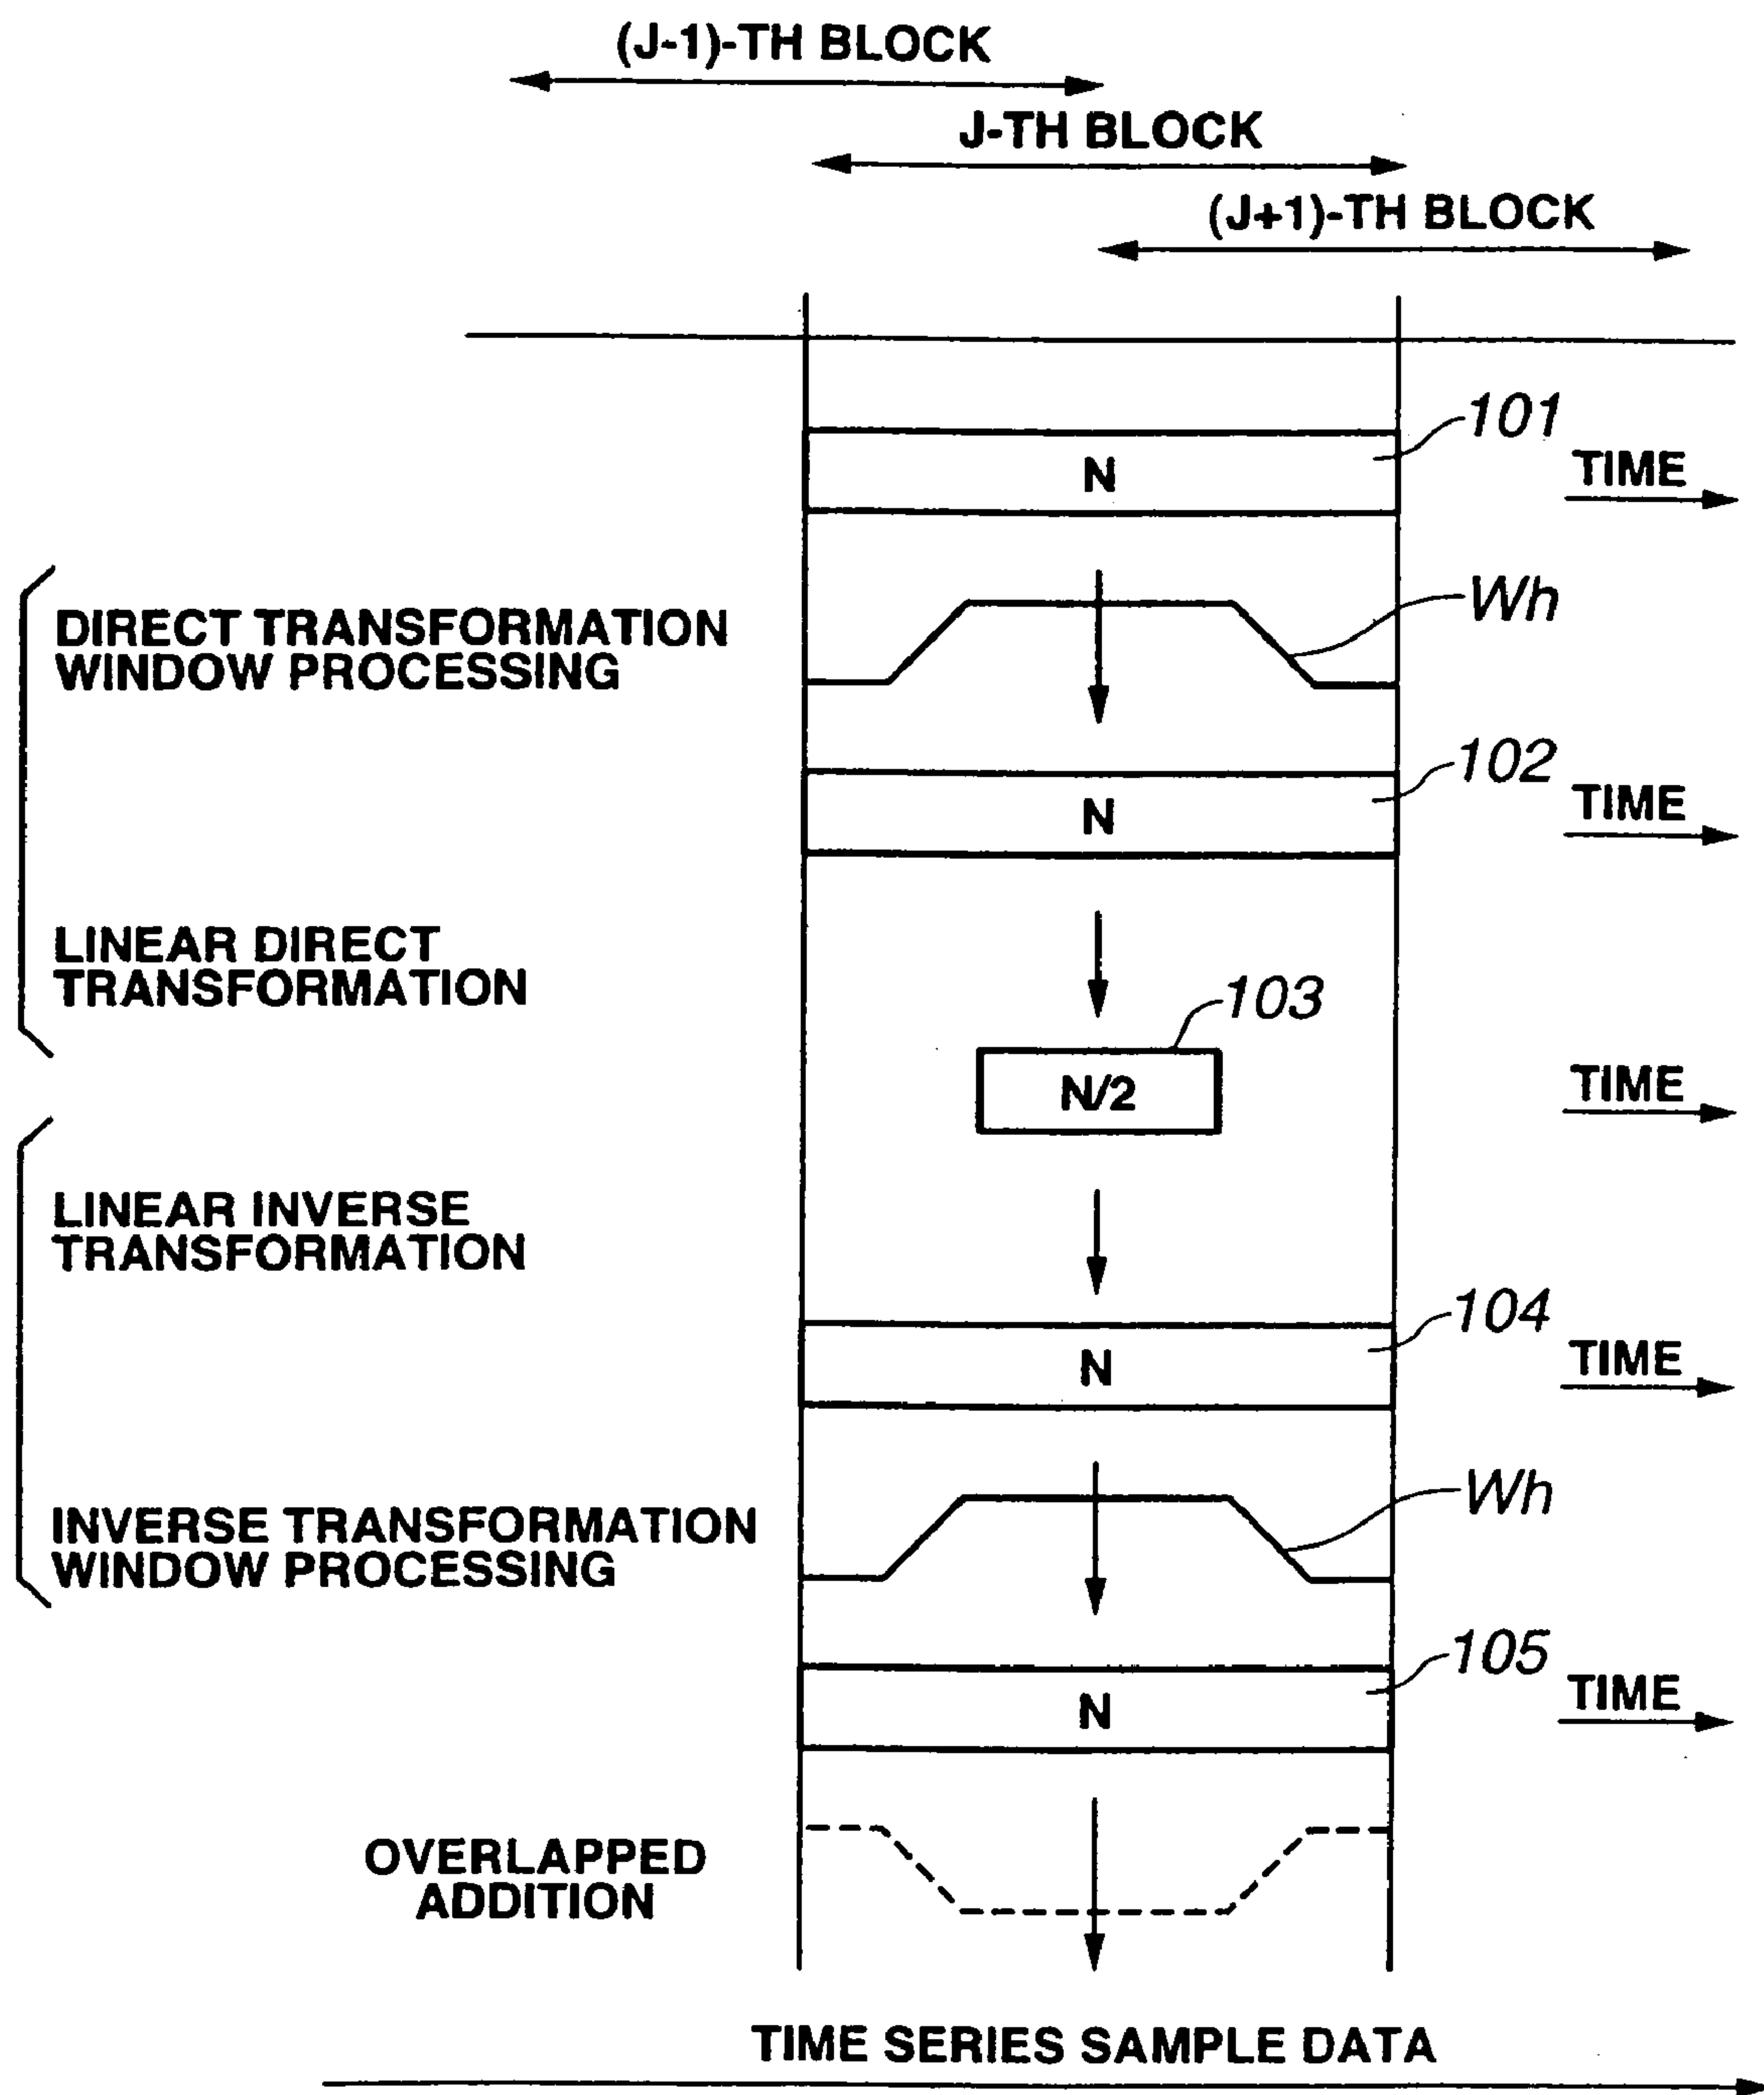 (J-1)-TH BLOCK
J-TH BLOCK
(J+1)-TH BLOCK
101
N
TIME
DIRECT TRANSFORMATION
WINDOW PROCESSING
Wh
102
N
TIME
LINEAR DIRECT
TRANSFORMATION
103
N/2
TIME
LINEAR INVERSE
TRANSFORMATION
104
N
TIME
INVERSE TRANSFORMATION
WINDOW PROCESSING
Wh
105
N
TIME
OVERLAPPED
ADDITION
TIME SERIES SAMPLE DATA